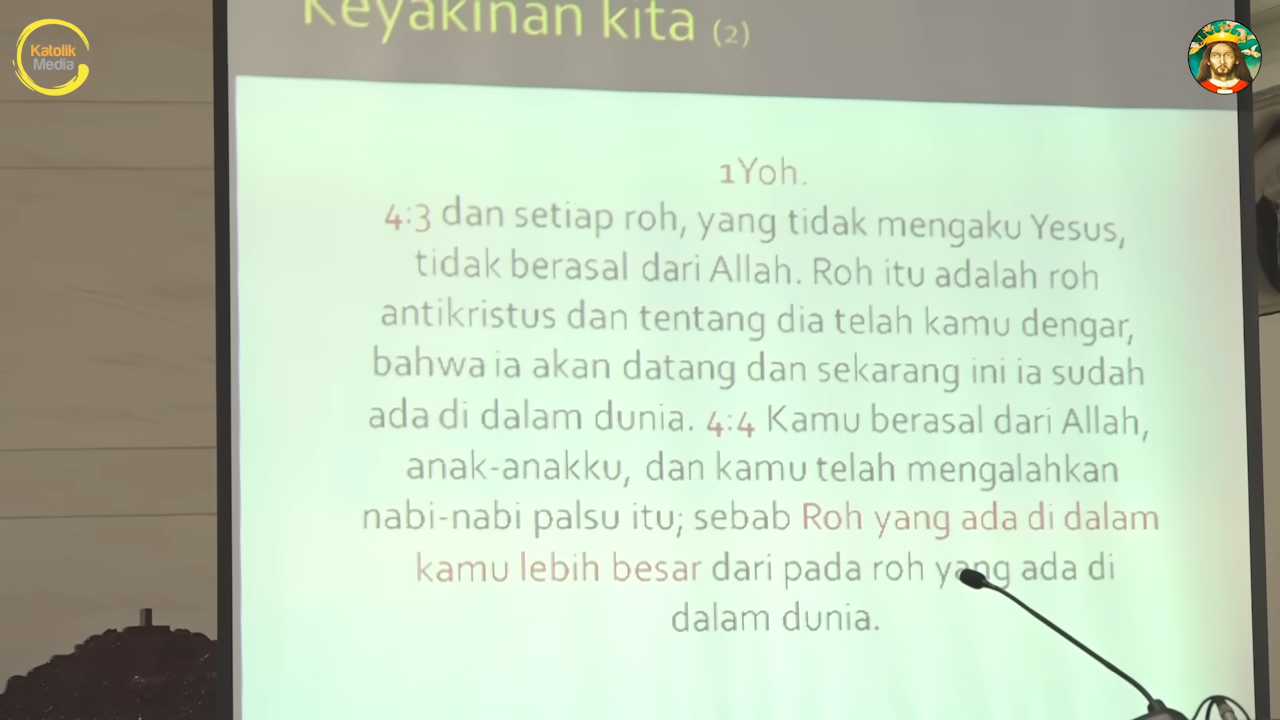 Keyakinan kita (2)
Katolik
Media
1Yoh.
4:3 dan setiap roh, yang tidak mengaku Yesus,
tidak berasal dari Allah. Roh itu adalah roh
antikristus dan tentang dia telah kamu dengar,
bahwa ia akan datang dan sekarang ini ia sudah
ada di dalam dunia. 4:4 Kamu berasal dari Allah,
anak-anakku, dan kamu telah mengalahkan
nabi-nabi palsu itu; sebab Roh yang ada di dalam
kamu lebih besar dari pada roh yang ada di
dalam dunia.